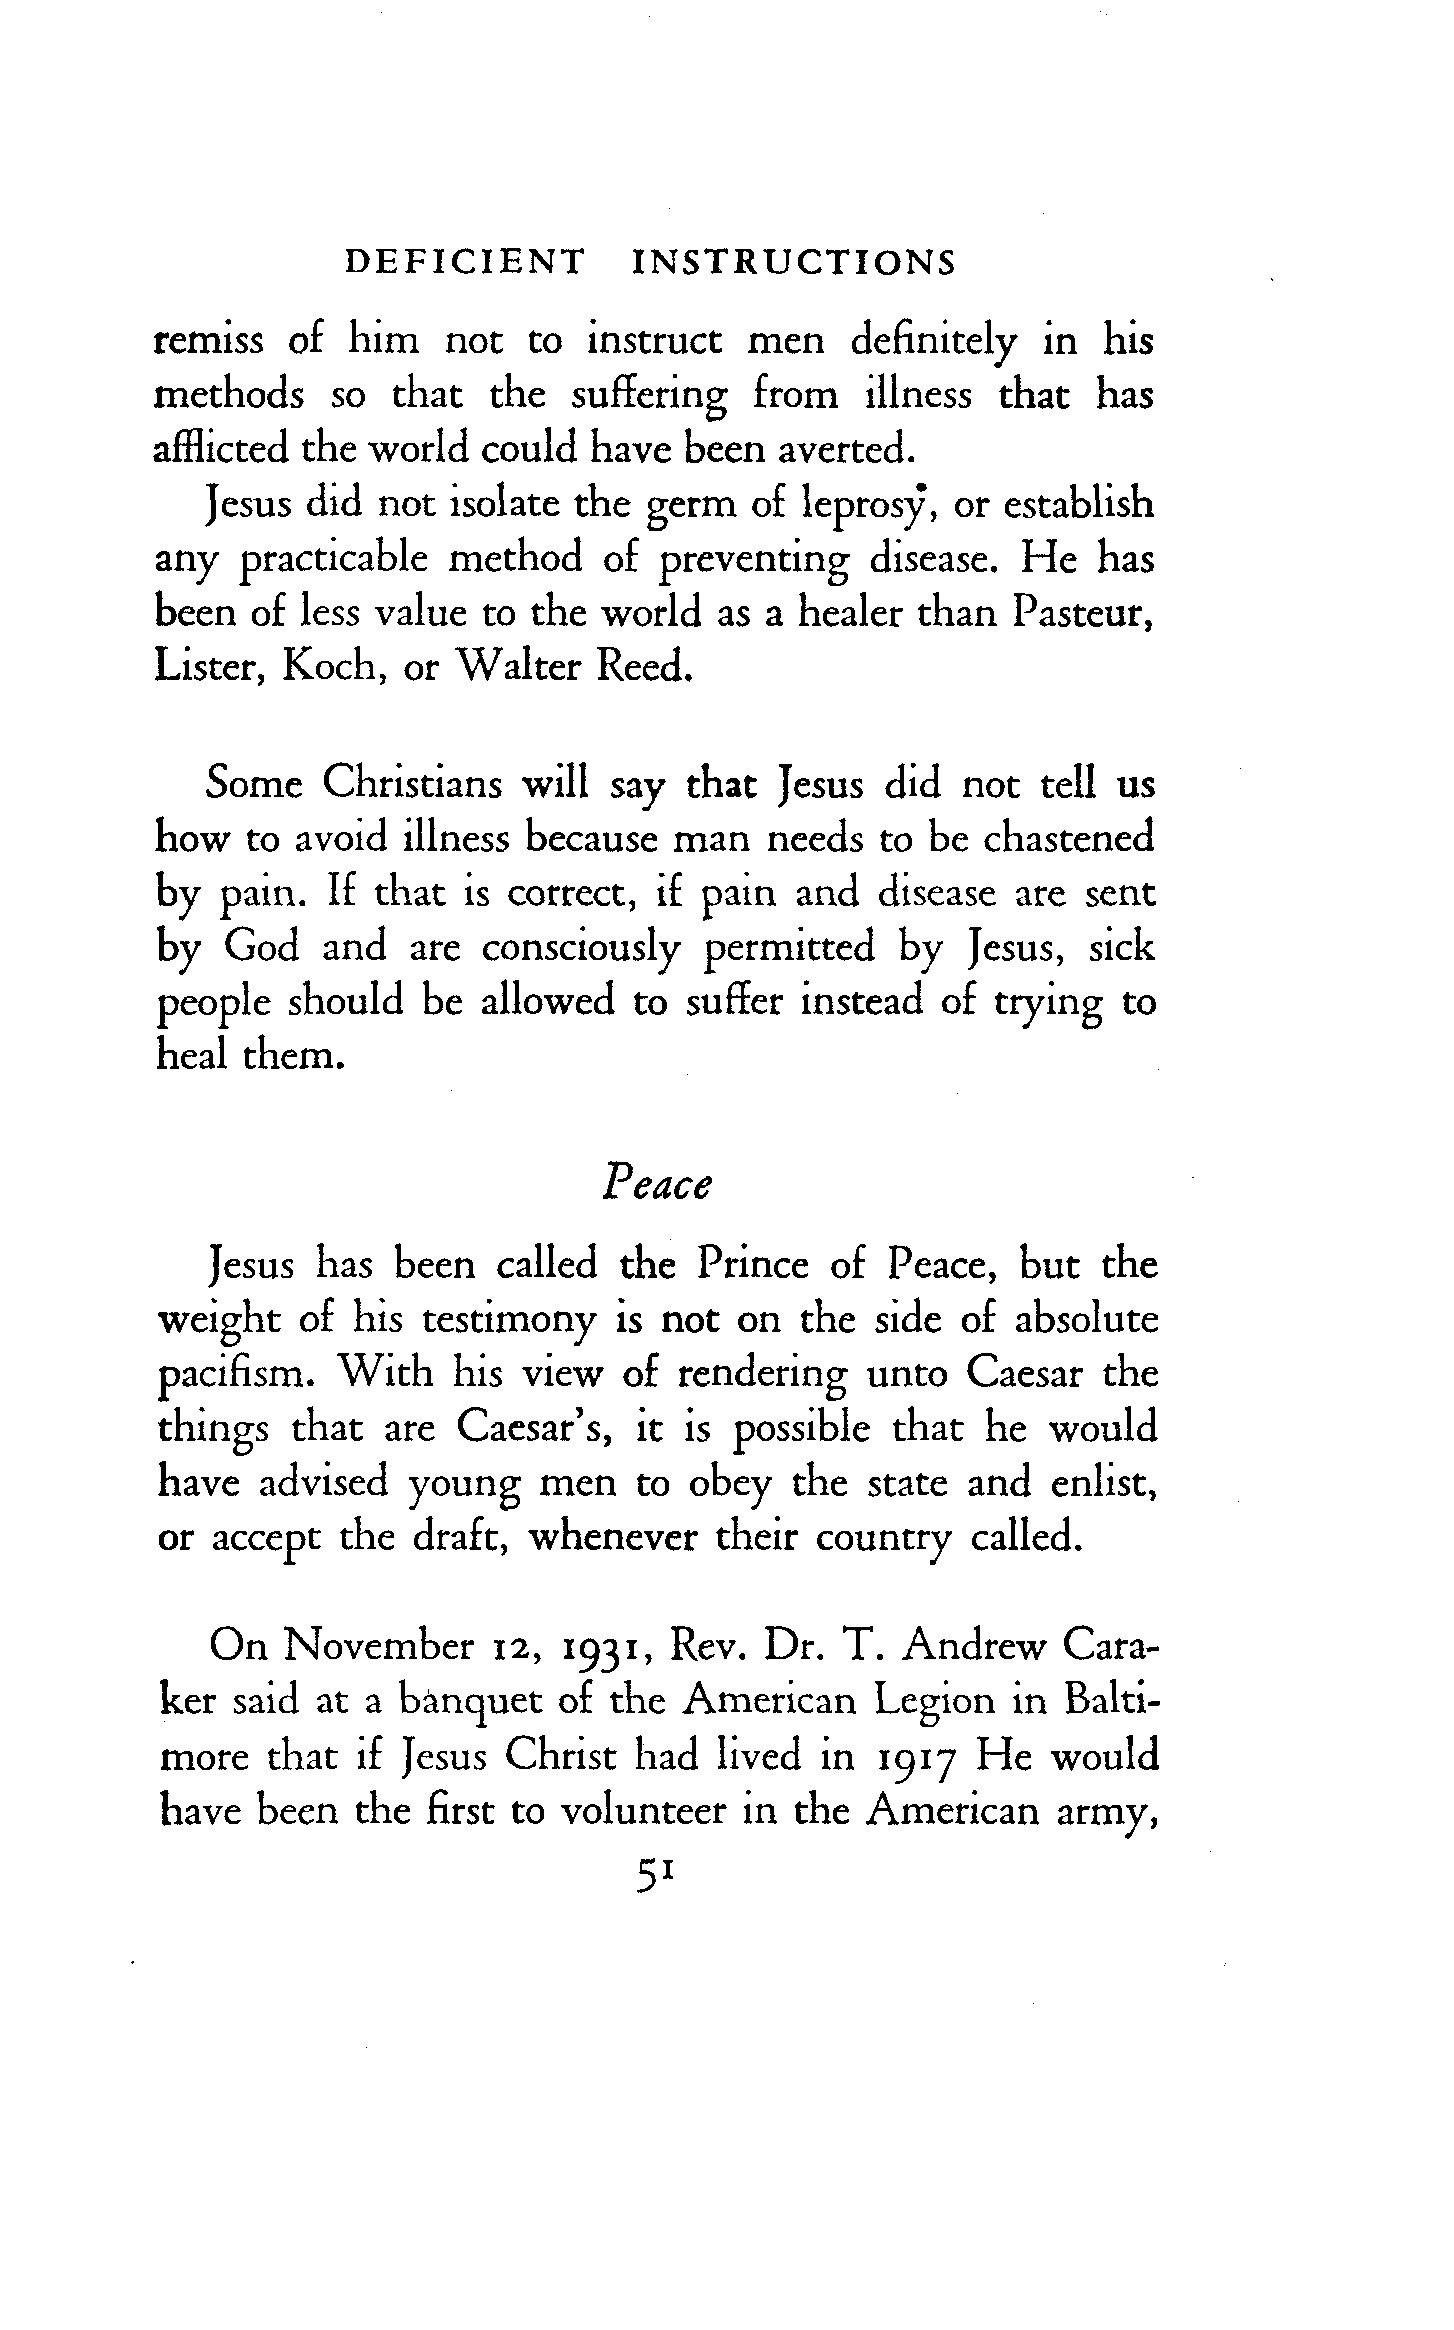 DEFICIENT INSTRUCTIONS
remiss of him not to instruct men definitely in his
methods so that the suffering from illness that has
afflicted the world could have been averted.
Jesus did not isolate the germ of leprosy, or establish
any practicable method of preventing disease. He has
been of less value to the world as a healer than Pasteur,
Lister, Koch, or Walter Reed.
Some Christians will say that Jesus did not tell us
how to avoid illness because man needs to be chastened
by pain. If that is correct, if pain and disease are sent
by God and are consciously permitted by Jesus, sick
people should be allowed to suffer instead of trying to
heal them.
Peace
Jesus has been called the Prince of Peace, but the
weight of his testimony is not on the side of absolute
pacifism. With his view of rendering unto Caesar the
things that are Caesar's, it is possible that he would
have advised young men to obey the state and enlist,
or accept the draft, whenever their country called.
On November 12, 1931, Rev. Dr. T. Andrew Cara-
ker said at a banquet of the American Legion in Balti-
more that if Jesus Christ had lived in 1917 He would
have been the first to volunteer in the American army,
51